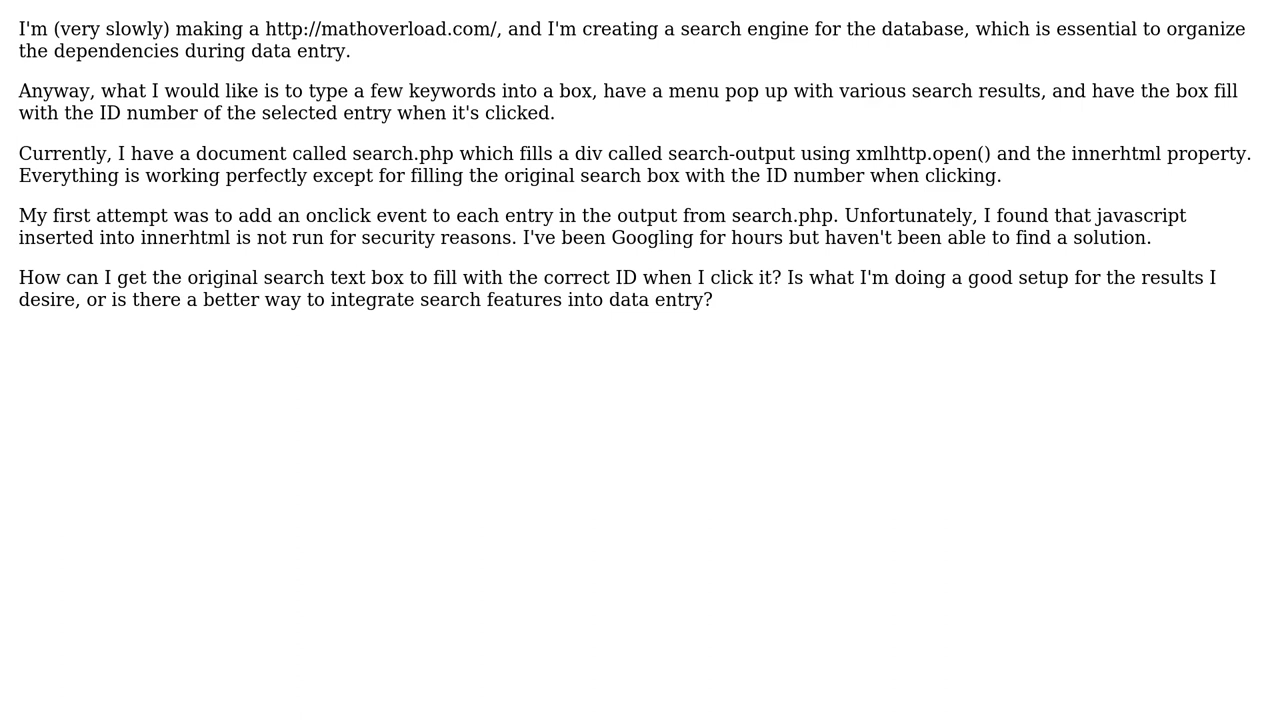 I'm (very slowly) making a http://mathoverload.com/, and I'm creating a search engine for the database, which is essential to organize
the dependencies during data entry.
Anyway, what I would like is to type a few keywords into a box, have a menu pop up with various search results, and have the box fill
with the ID number of the selected entry when it's clicked.
Currently, I have a document called search.php which fills a div called search-output using xmlhttp.open() and the innerhtml property.
Everything is working perfectly except for filling the original search box with the ID number when clicking.
My first attempt was to add an onclick event to each entry in the output from search.php. Unfortunately, I found that javascript
inserted into innerhtml is not run for security reasons. I've been Googling for hours but haven't been able to find a solution.
How can I get the original search text box to fill with the correct ID when I click it? Is what I'm doing a good setup for the results I
desire, or is there a better way to integrate search features into data entry?